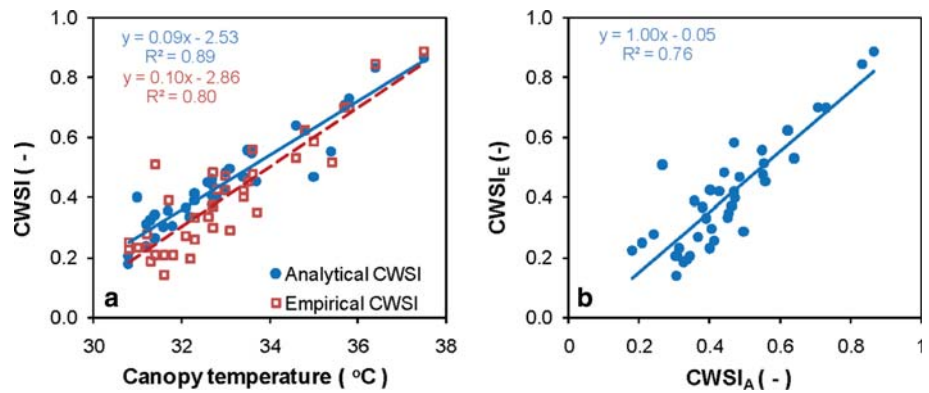 y = 0.09x - 2.53
R² = 0.89
y = 0.10x - 2.86
R² = 0.80
CWSI ( - )
1.0
0.8
0.6
0.4
0.2
0.0
a
Analytical CWSI
Empirical CWSI
30 32 34 36 38
Canopy temperature ( ºC )
y = 1.00x - 0.05
R² = 0.76
CWSI_E ( - )
1.0
0.8
0.6
0.4
0.2
0.0
b
0 0.2 0.4 0.6 0.8 1
CWSI_A ( - )